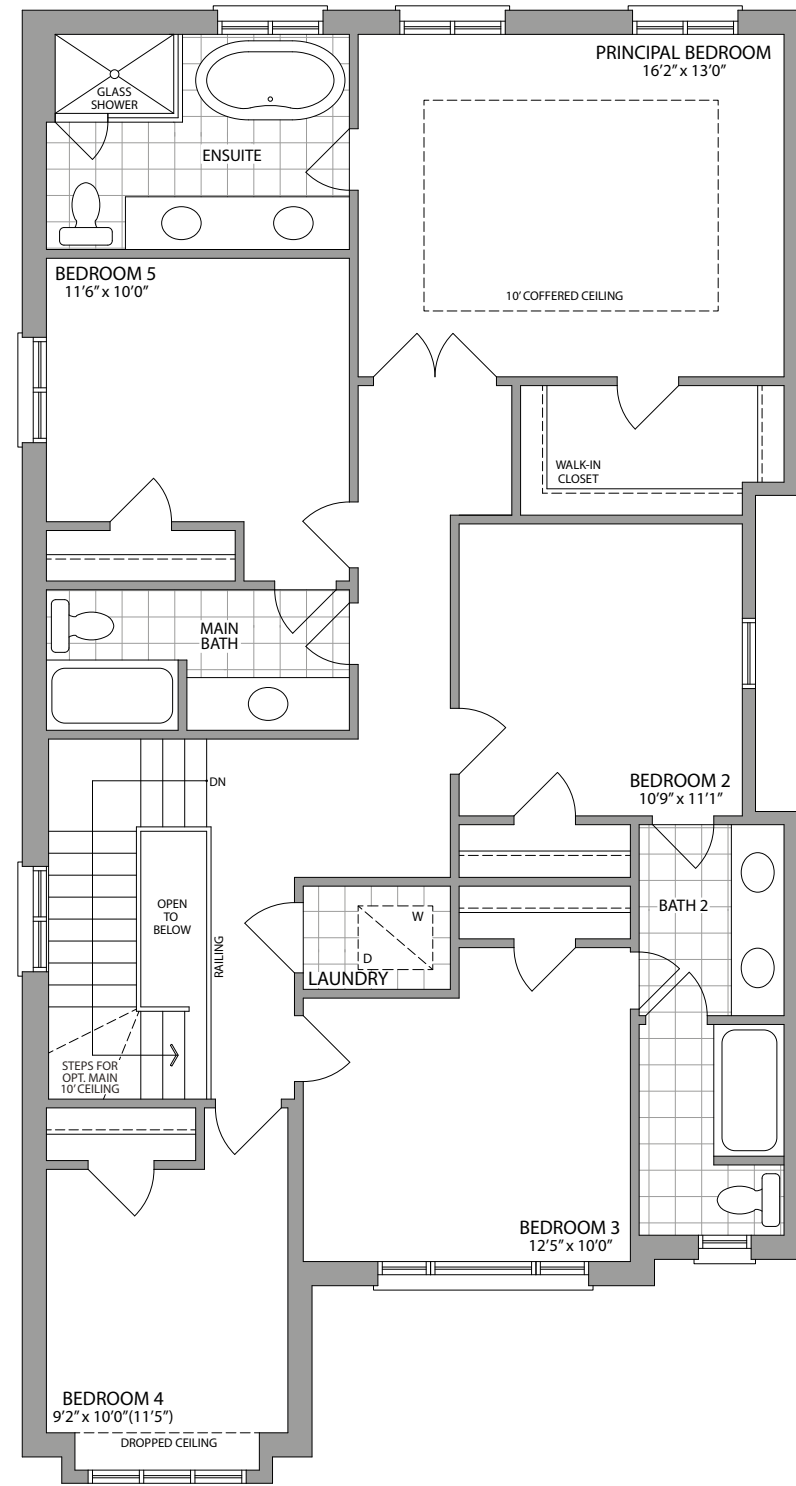 PRINCIPAL BEDROOM
16'2" x 13'0"
GLASS
SHOWER
ENSUITE
BEDROOM 5
11'6" x 10'0"
10' COFFERED CEILING
WALK-IN
CLOSET
MAIN
BATH
DN
BEDROOM 2
10'9" x 11'1"
OPEN
TO
BELOW
RAILING
W
D
LAUNDRY
BATH 2
STEPS FOR
OPT. MAIN
10' CEILING
BEDROOM 3
12'5" x 10'0"
BEDROOM 4
9'2" x 10'0"(11'5")
DROPPED CEILING